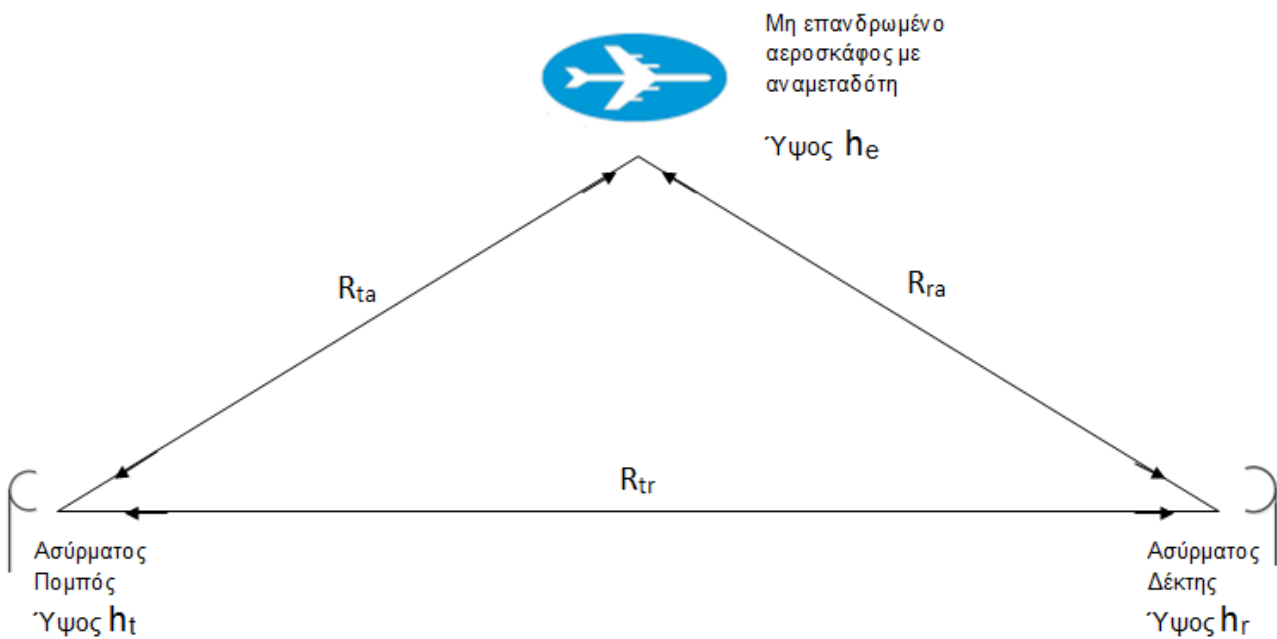 Μη επανδρωμένο
αεροσκάφος με
αναμεταδότη
Ύψος he
Rta
Rra
Rtr
Ασύρματος
Πομπός
Ύψος ht
Ασύρματος
Δέκτης
Ύψος hr